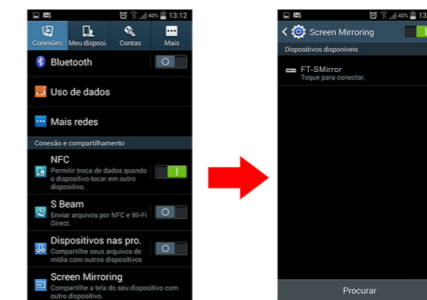 40% 13:12
Conexões
Meu disposi.
Contas
Mais
Bluetooth
Uso de dados
Mais redes
Conexão e compartilhamento
NFC
Permitir troca de dados quando
o dispositivo tocar em outro
dispositivo.
S Beam
Enviar arquivos por NFC e Wi-Fi
Direct.
Dispositivos nas pro.
Compartilhe seus arquivos de
mídia com outros dispositivos
Screen Mirroring
Compartilhe a tela do seu dispositivo com
outro dispositivo.
40% 13
Screen Mirroring
Dispositivos disponíveis
FT-SMirror
Toque para conectar.
Procurar